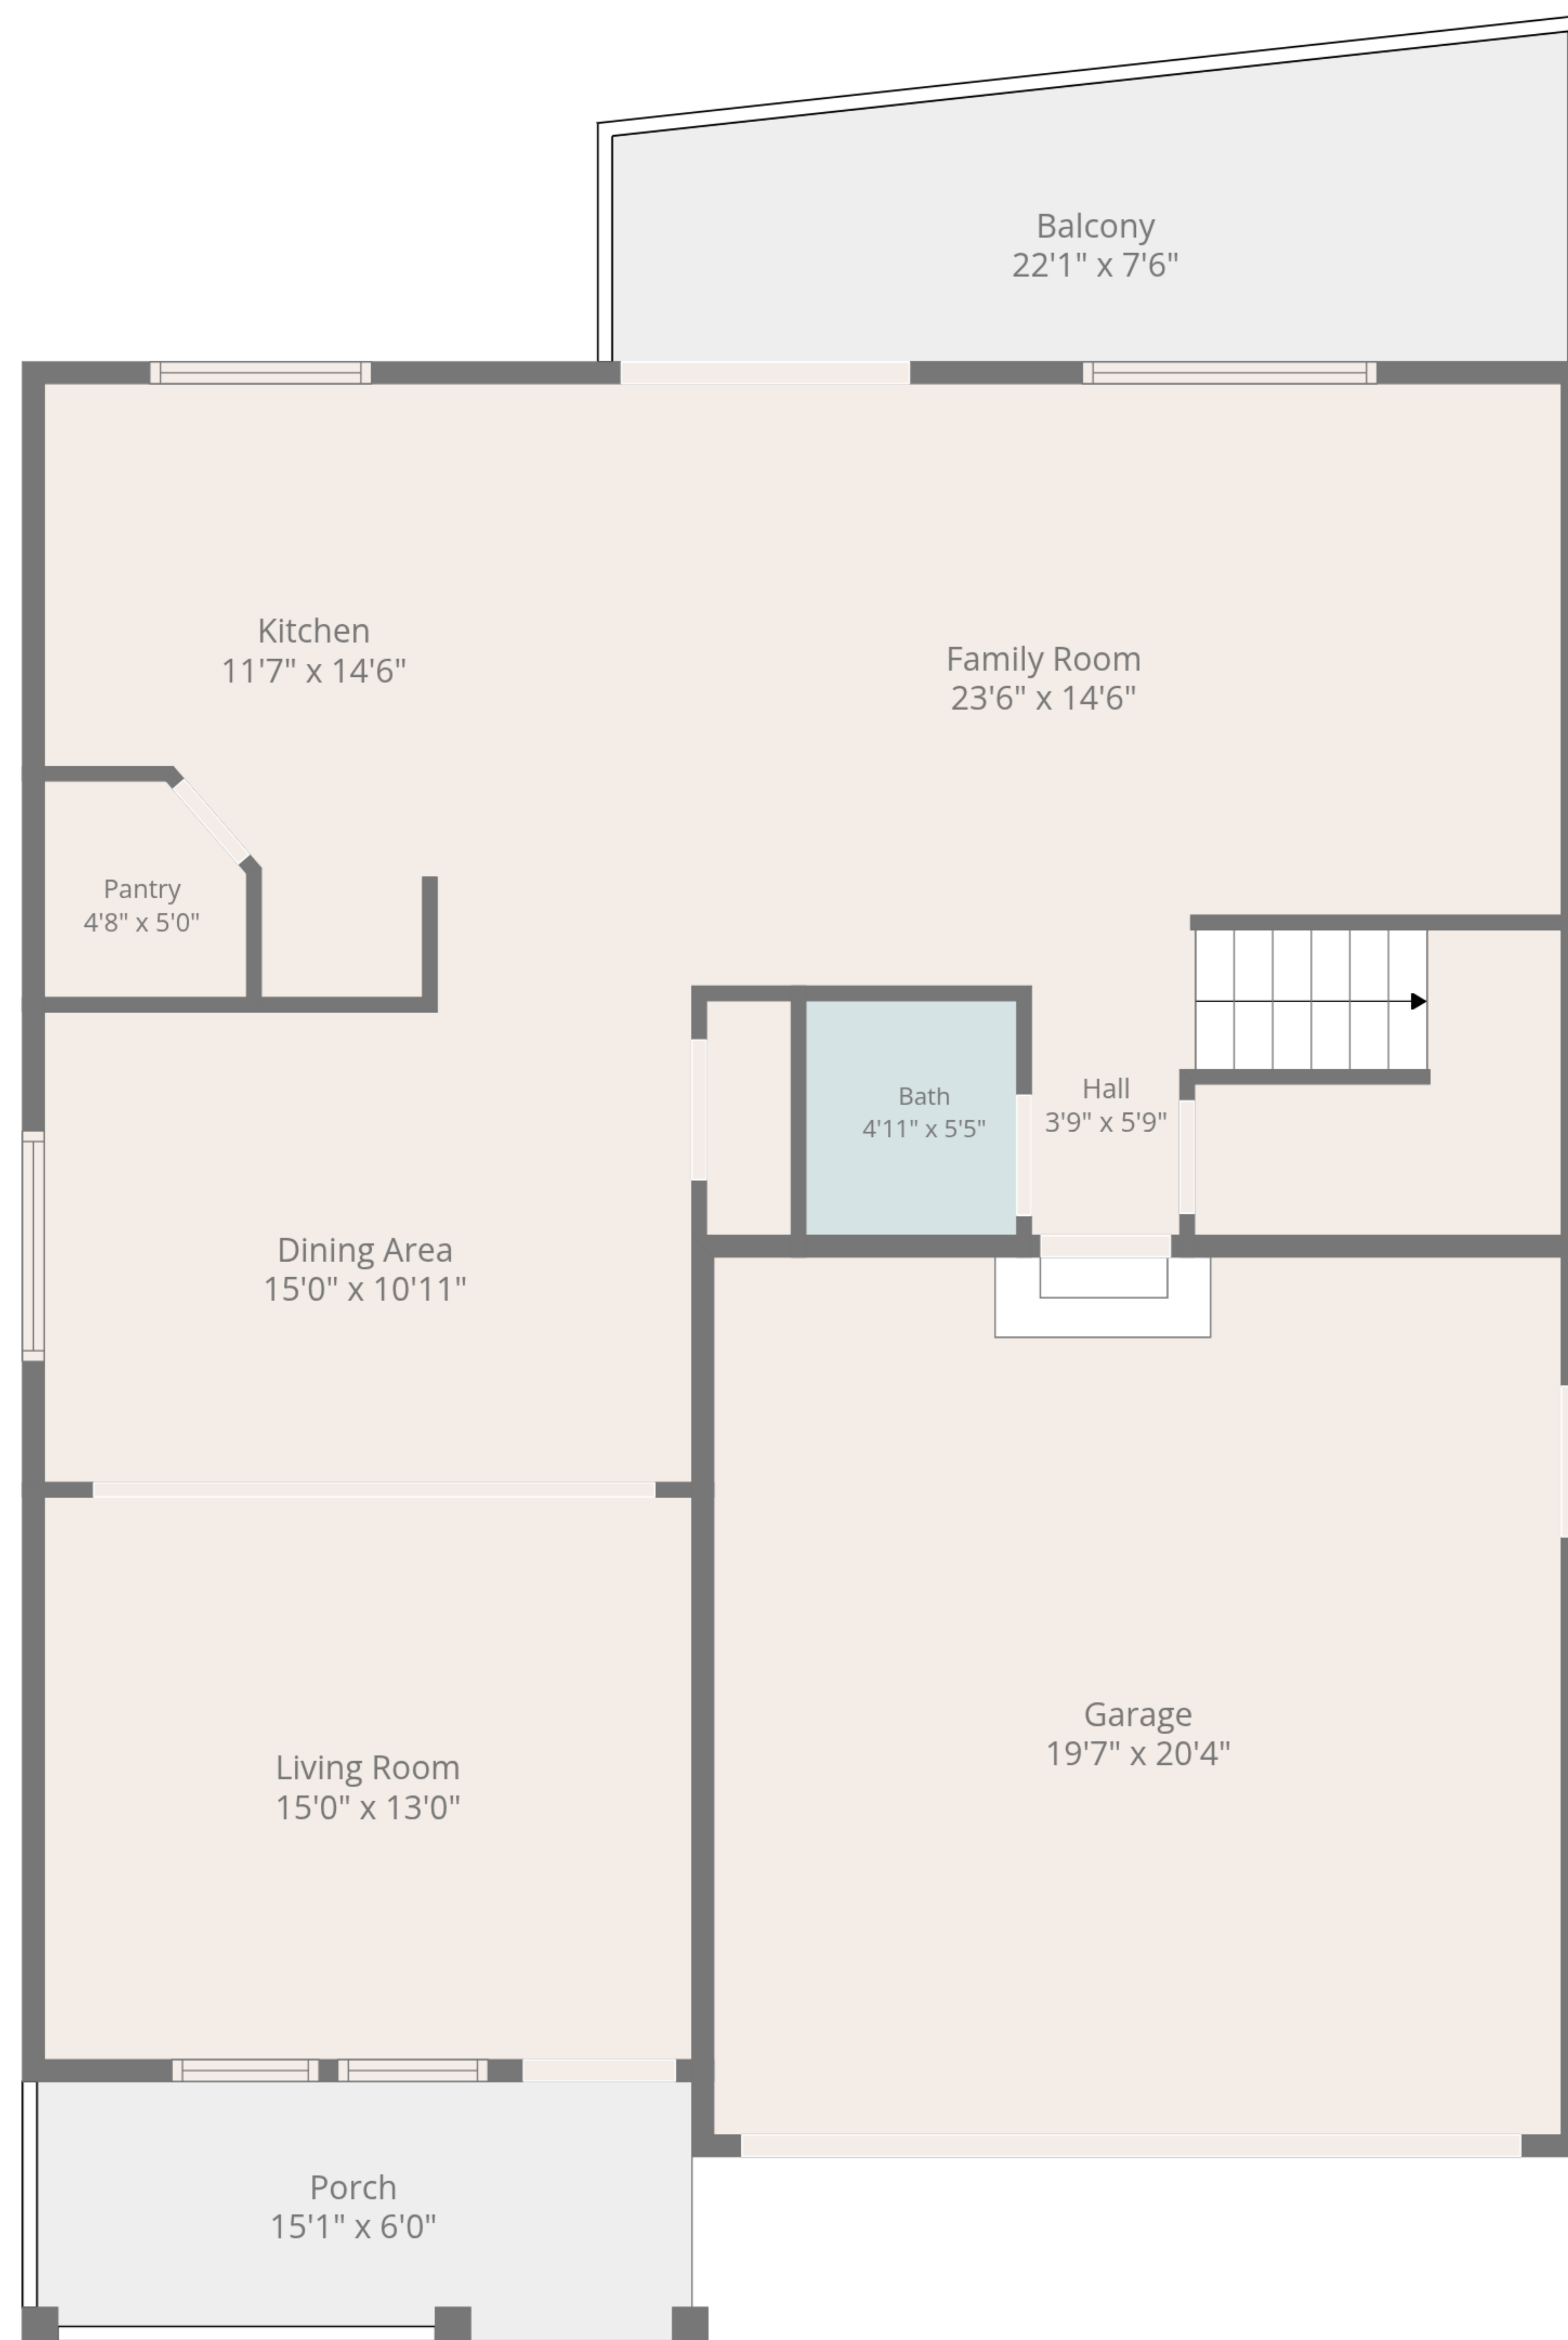 Balcony
22'1" x 7'6"
Kitchen
11'7" x 14'6"
Family Room
23'6" x 14'6"
Pantry
4'8" x 5'0"
Bath
4'11" x 5'5"
Hall
3'9" x 5'9"
Dining Area
15'0" x 10'11"
Living Room
15'0" x 13'0"
Garage
19'7" x 20'4"
Porch
15'1" x 6'0"